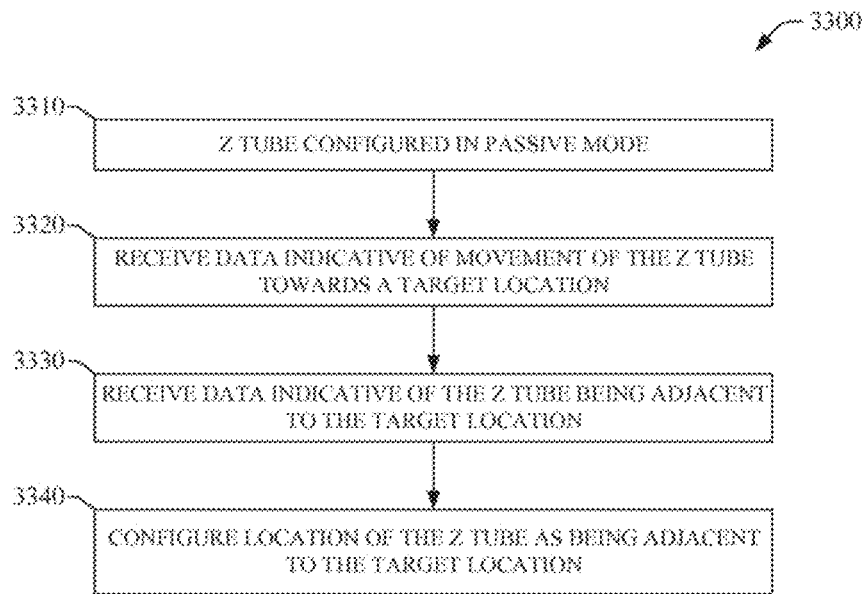 3300
3310
Z TUBE CONFIGURED IN PASSIVE MODE
3320
RECEIVE DATA INDICATIVE OF MOVEMENT OF THE Z TUBE
TOWARDS A TARGET LOCATION
3330
RECEIVE DATA INDICATIVE OF THE Z TUBE BEING ADJACENT
TO THE TARGET LOCATION
3340
CONFIGURE LOCATION OF THE Z TUBE AS BEING ADJACENT
TO THE TARGET LOCATION